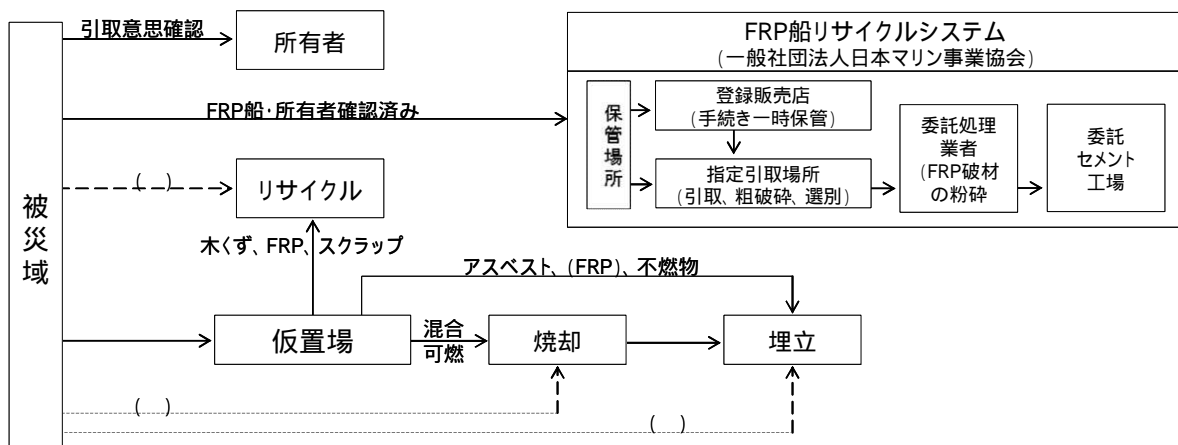 引取意思確認
所有者
FRP船リサイクルシステム
(一般社団法人日本マリン事業協会)
FRP船・所有者確認済み
保管場所
登録販売店
(手続き一時保管)
指定引取場所
(引取、粗破砕、選別)
委託処理
業者
(FRP破材
の粉砕)
委託
セメント
工場
被災域
( )
リサイクル
木くず、FRP、スクラップ
アスベスト、(FRP)、不燃物
仮置場
混合
可燃
焼却
埋立
( )
( )